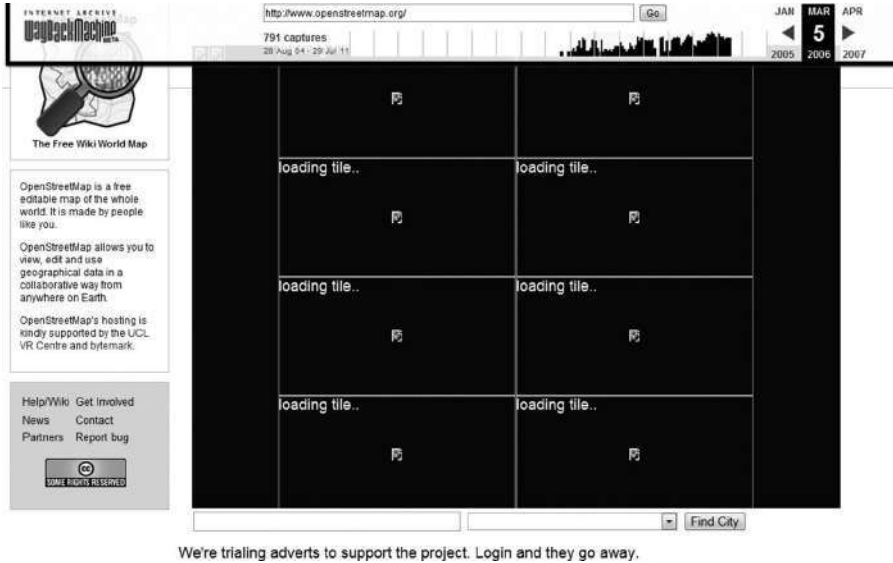 INTERNET ARCHIVE
WayBackMachine
BETA
http://www.openstreetmap.org/
Go
791 captures
28 Aug 04 - 29 Jul 11
JAN MAR APR
5
2005 2006 2007
The Free Wiki World Map
OpenStreetMap is a free
editable map of the whole
world. It is made by people
like you.
OpenStreetMap allows you to
view, edit and use
geographical data in a
collaborative way from
anywhere on Earth.
OpenStreetMap's hosting is
kindly supported by the UCL
VR Centre and bytemark.
Help/Wiki Get Involved
News Contact
Partners Report bug
cc
SOME RIGHTS RESERVED
loading tile.. loading tile..
loading tile.. loading tile..
loading tile.. loading tile..
Find City
We're trialing adverts to support the project. Login and they go away.